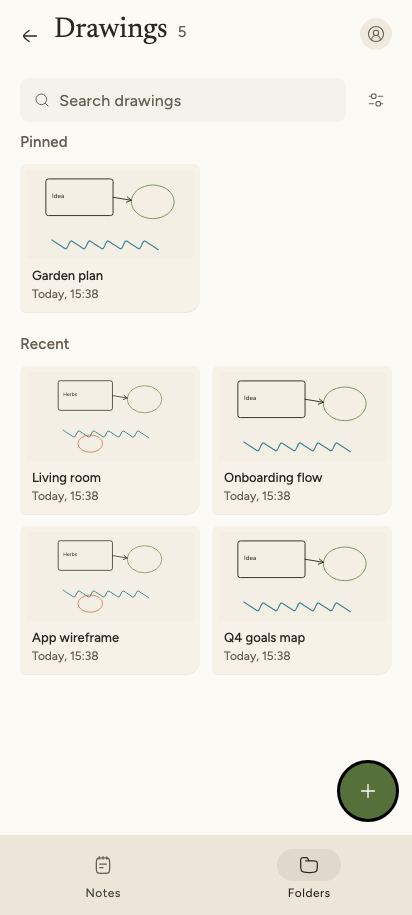 Drawings 5
Search drawings
Pinned
Idea
Garden plan
Today, 15:38
Recent
Herbs
Living room
Today, 15:38
Idea
Onboarding flow
Today, 15:38
Herbs
App wireframe
Today, 15:38
Idea
Q4 goals map
Today, 15:38
Notes
Folders